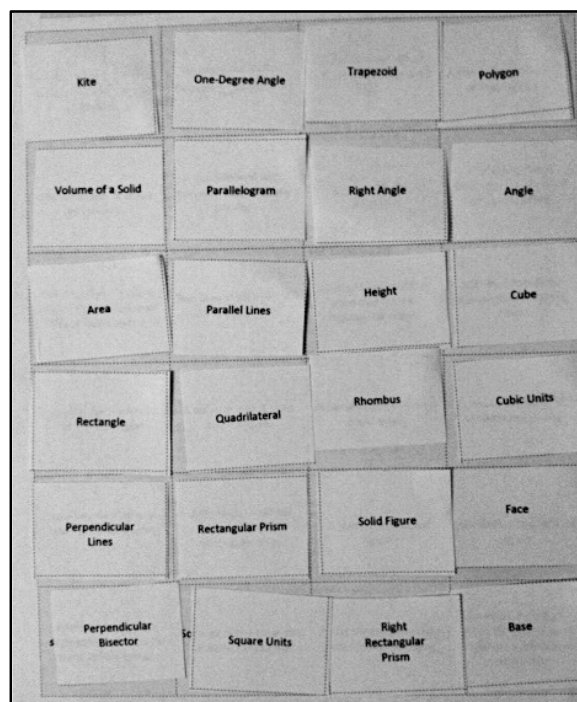 Kite
One-Degree Angle
Trapezoid
Polygon
Volume of a Solid
Parallelogram
Right Angle
Angle
Area
Parallel Lines
Height
Cube
Rectangle
Quadrilateral
Rhombus
Cubic Units
Perpendicular
Lines
Rectangular Prism
Solid Figure
Face
s
Perpendicular
Bisector
Sc
Square Units
Right
Rectangular
Prism
Base